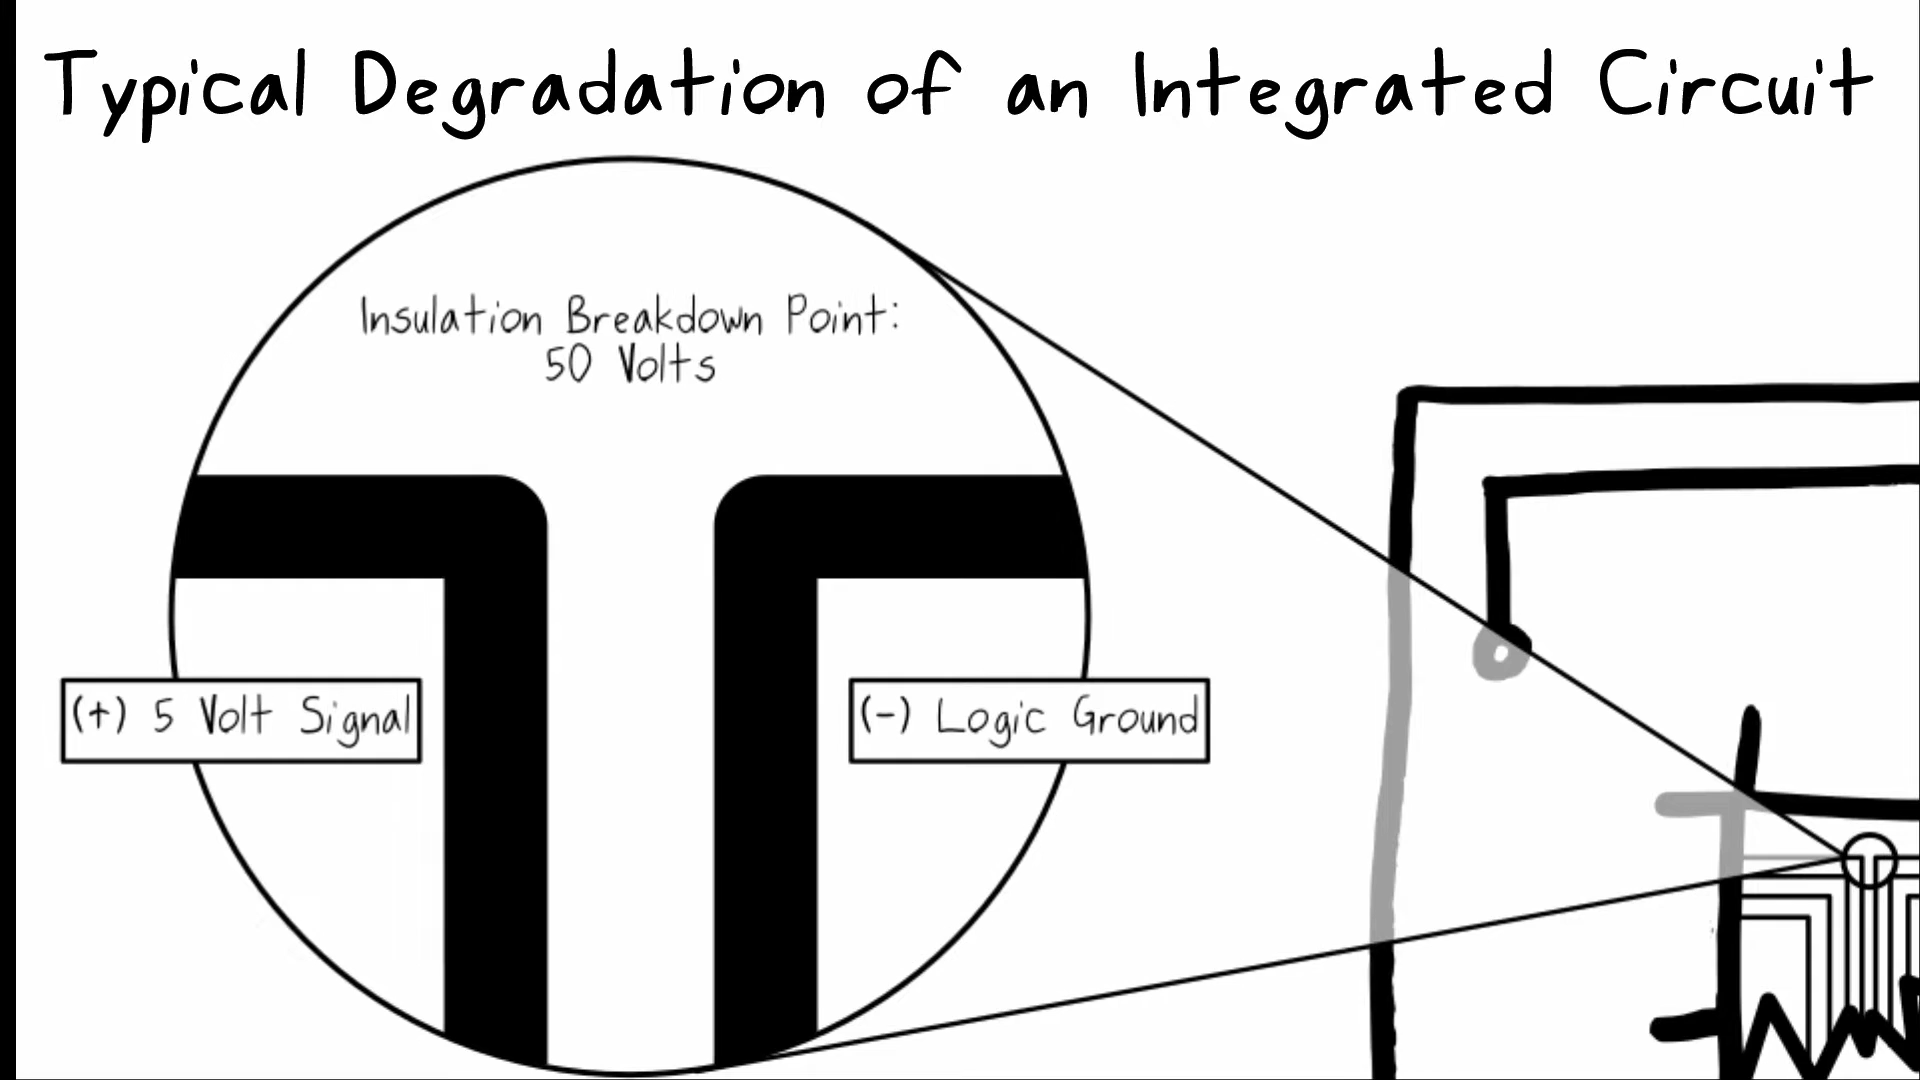 Typical Degradation of an Integrated Circuit
Insulation Breakdown Point:
50 Volts
(+) 5 Volt Signal
(-) Logic Ground